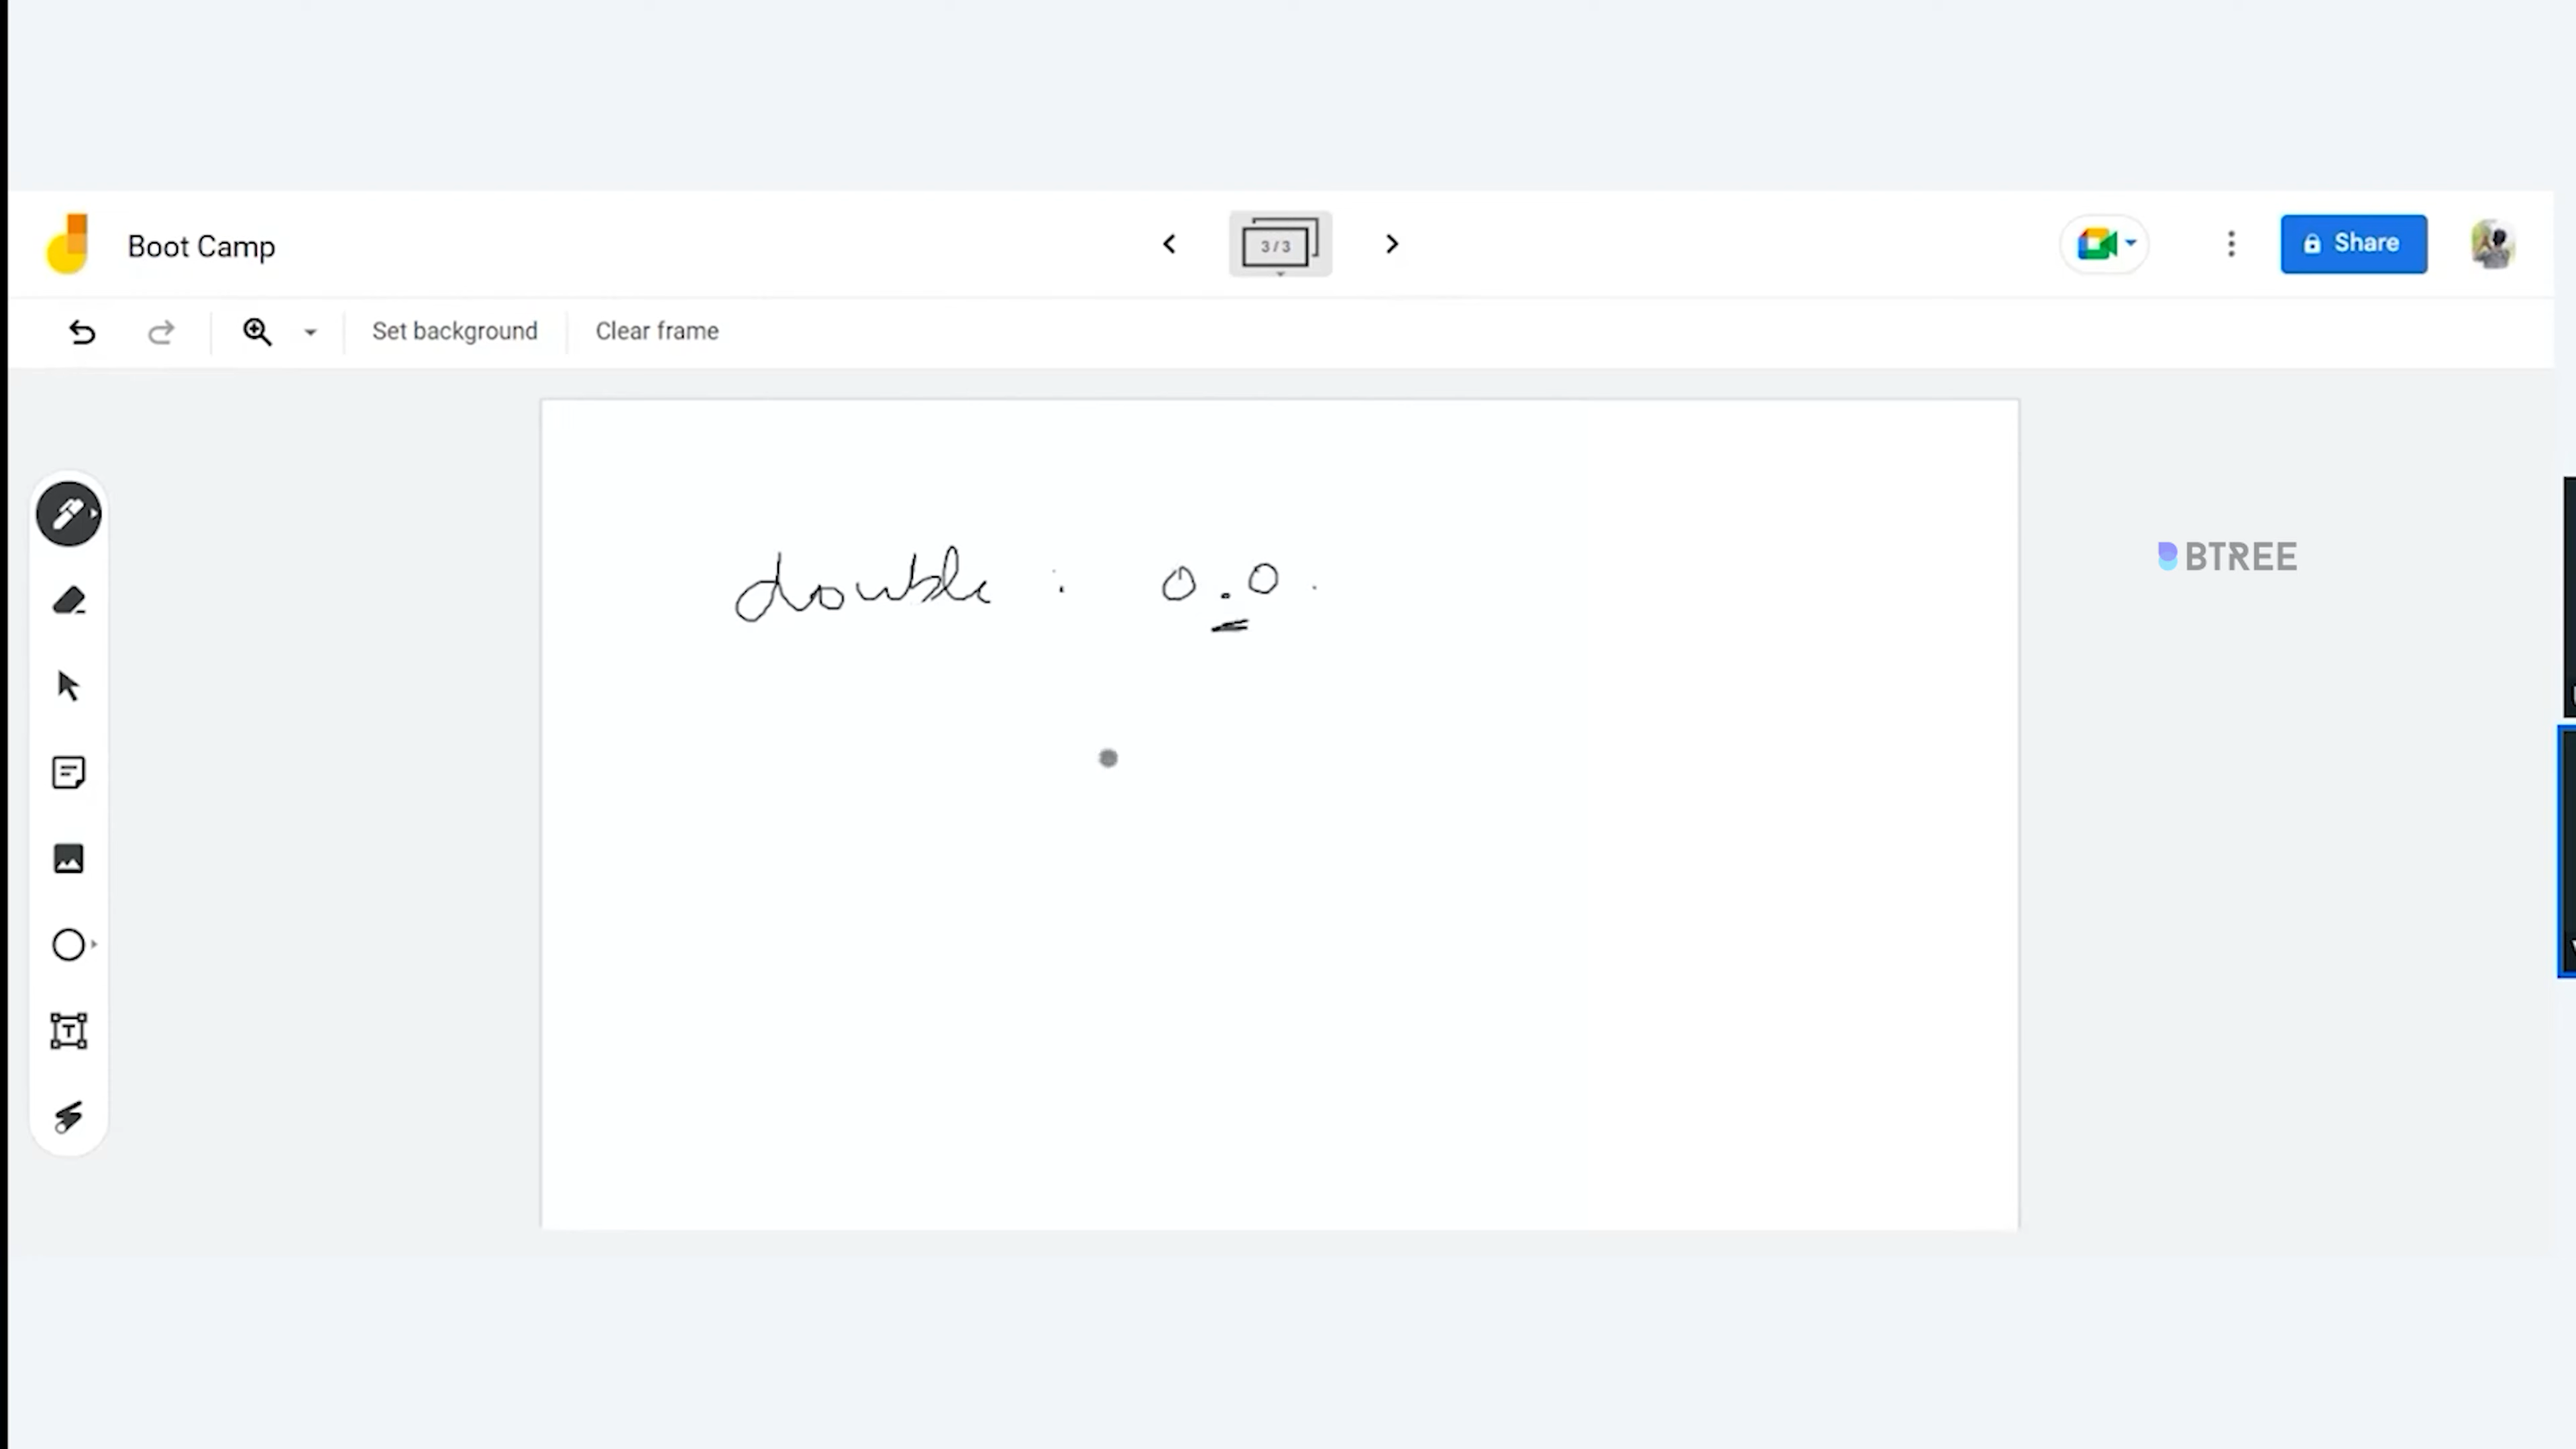 Boot Camp
3 / 3
Share
Set background
Clear frame
double : 0.0.
BTREE